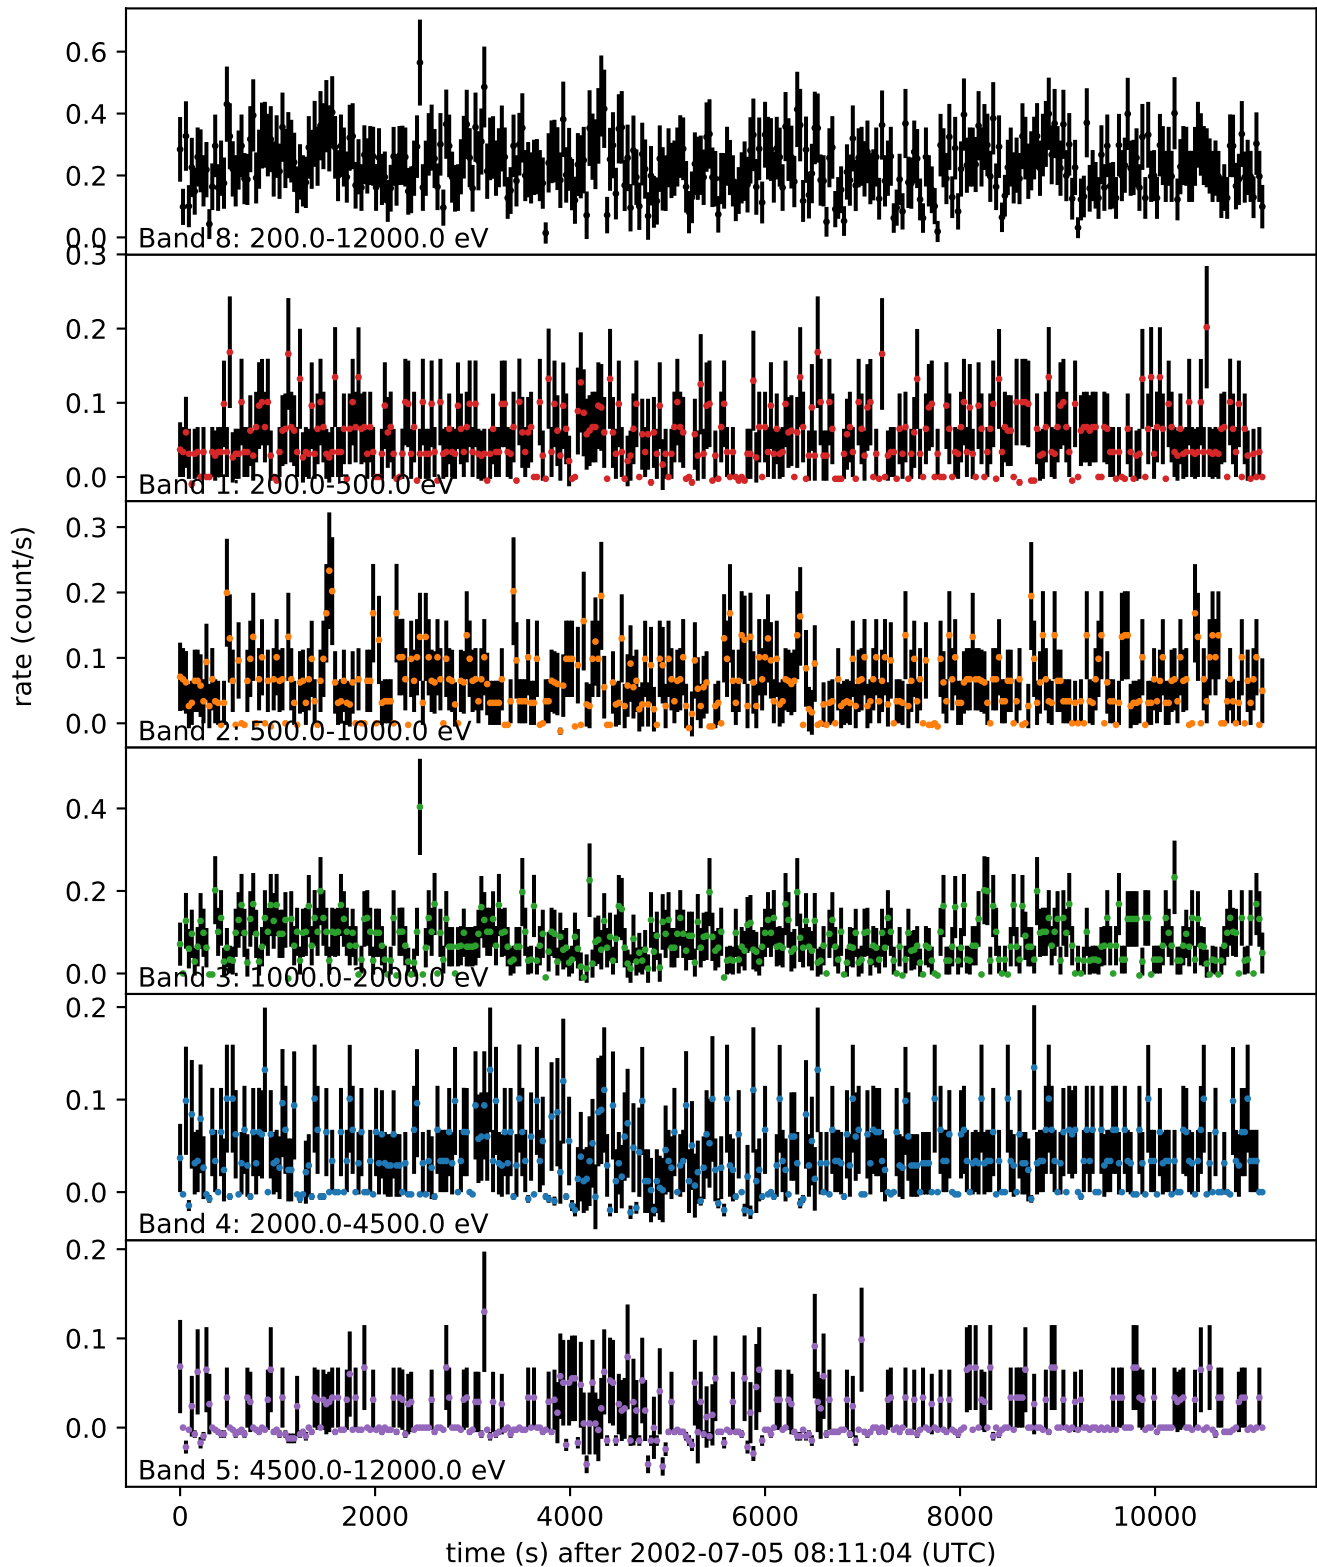 0.6
0.4
0.2
0.0
Band 8: 200.0-12000.0 eV
0.3
0.2
0.1
0.0
Band 1: 200.0-500.0 eV
0.3
0.2
0.1
0.0
Band 2: 500.0-1000.0 eV
rate (count/s)
0.4
0.2
0.0
Band 3: 1000.0-2000.0 eV
0.2
0.1
0.0
Band 4: 2000.0-4500.0 eV
0.2
0.1
0.0
Band 5: 4500.0-12000.0 eV
0 2000 4000 6000 8000 10000
time (s) after 2002-07-05 08:11:04 (UTC)